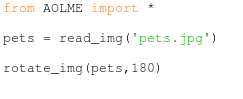 from AOLME import *
pets = read_img('pets.jpg')
rotate_img(pets,180)